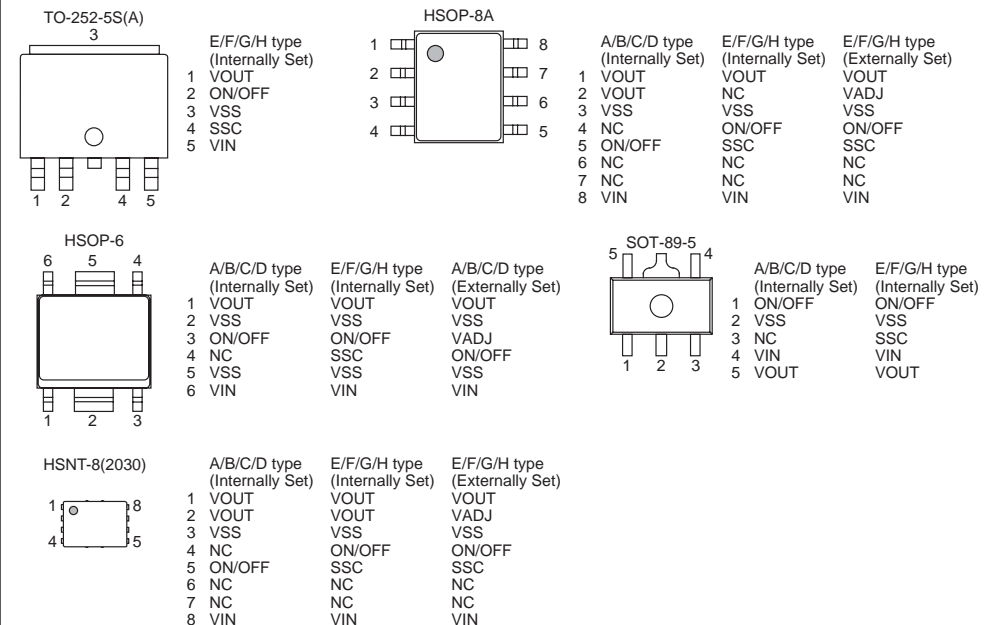 TO-252-5S(A)
3
1 2 4 5
E/F/G/H type
(Internally Set)
1 VOUT
2 ON/OFF
3 VSS
4 SSC
5 VIN
HSOP-8A
1 8
2 7
3 6
4 5
A/B/C/D type E/F/G/H type E/F/G/H type
(Internally Set) (Internally Set) (Externally Set)
1 VOUT VOUT VOUT
2 VOUT NC VADJ
3 VSS VSS VSS
4 NC ON/OFF ON/OFF
5 ON/OFF SSC SSC
6 NC NC NC
7 NC NC NC
8 VIN VIN VIN
HSOP-6
6 5 4
1 2 3
A/B/C/D type E/F/G/H type A/B/C/D type
(Internally Set) (Internally Set) (Externally Set)
1 VOUT VOUT VOUT
2 VSS VSS VSS
3 ON/OFF ON/OFF VADJ
4 NC SSC ON/OFF
5 VSS VSS VSS
6 VIN VIN VIN
SOT-89-5
5 4
1 2 3
A/B/C/D type E/F/G/H type
(Internally Set) (Internally Set)
1 ON/OFF ON/OFF
2 VSS VSS
3 NC SSC
4 VIN VIN
5 VOUT VOUT
HSNT-8(2030)
1 8
4 5
A/B/C/D type E/F/G/H type E/F/G/H type
(Internally Set) (Internally Set) (Externally Set)
1 VOUT VOUT VOUT
2 VOUT VOUT VADJ
3 VSS VSS VSS
4 NC ON/OFF ON/OFF
5 ON/OFF SSC SSC
6 NC NC NC
7 NC NC NC
8 VIN VIN VIN